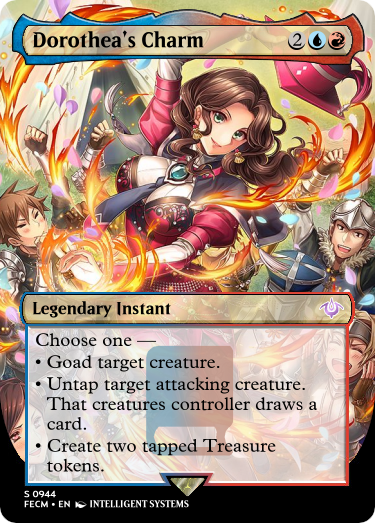 Dorothea's Charm 2
Legendary Instant
Choose one —
• Goad target creature.
• Untap target attacking creature.
That creatures controller draws a
card.
• Create two tapped Treasure
tokens.
S 0944
FECM • EN INTELLIGENT SYSTEMS